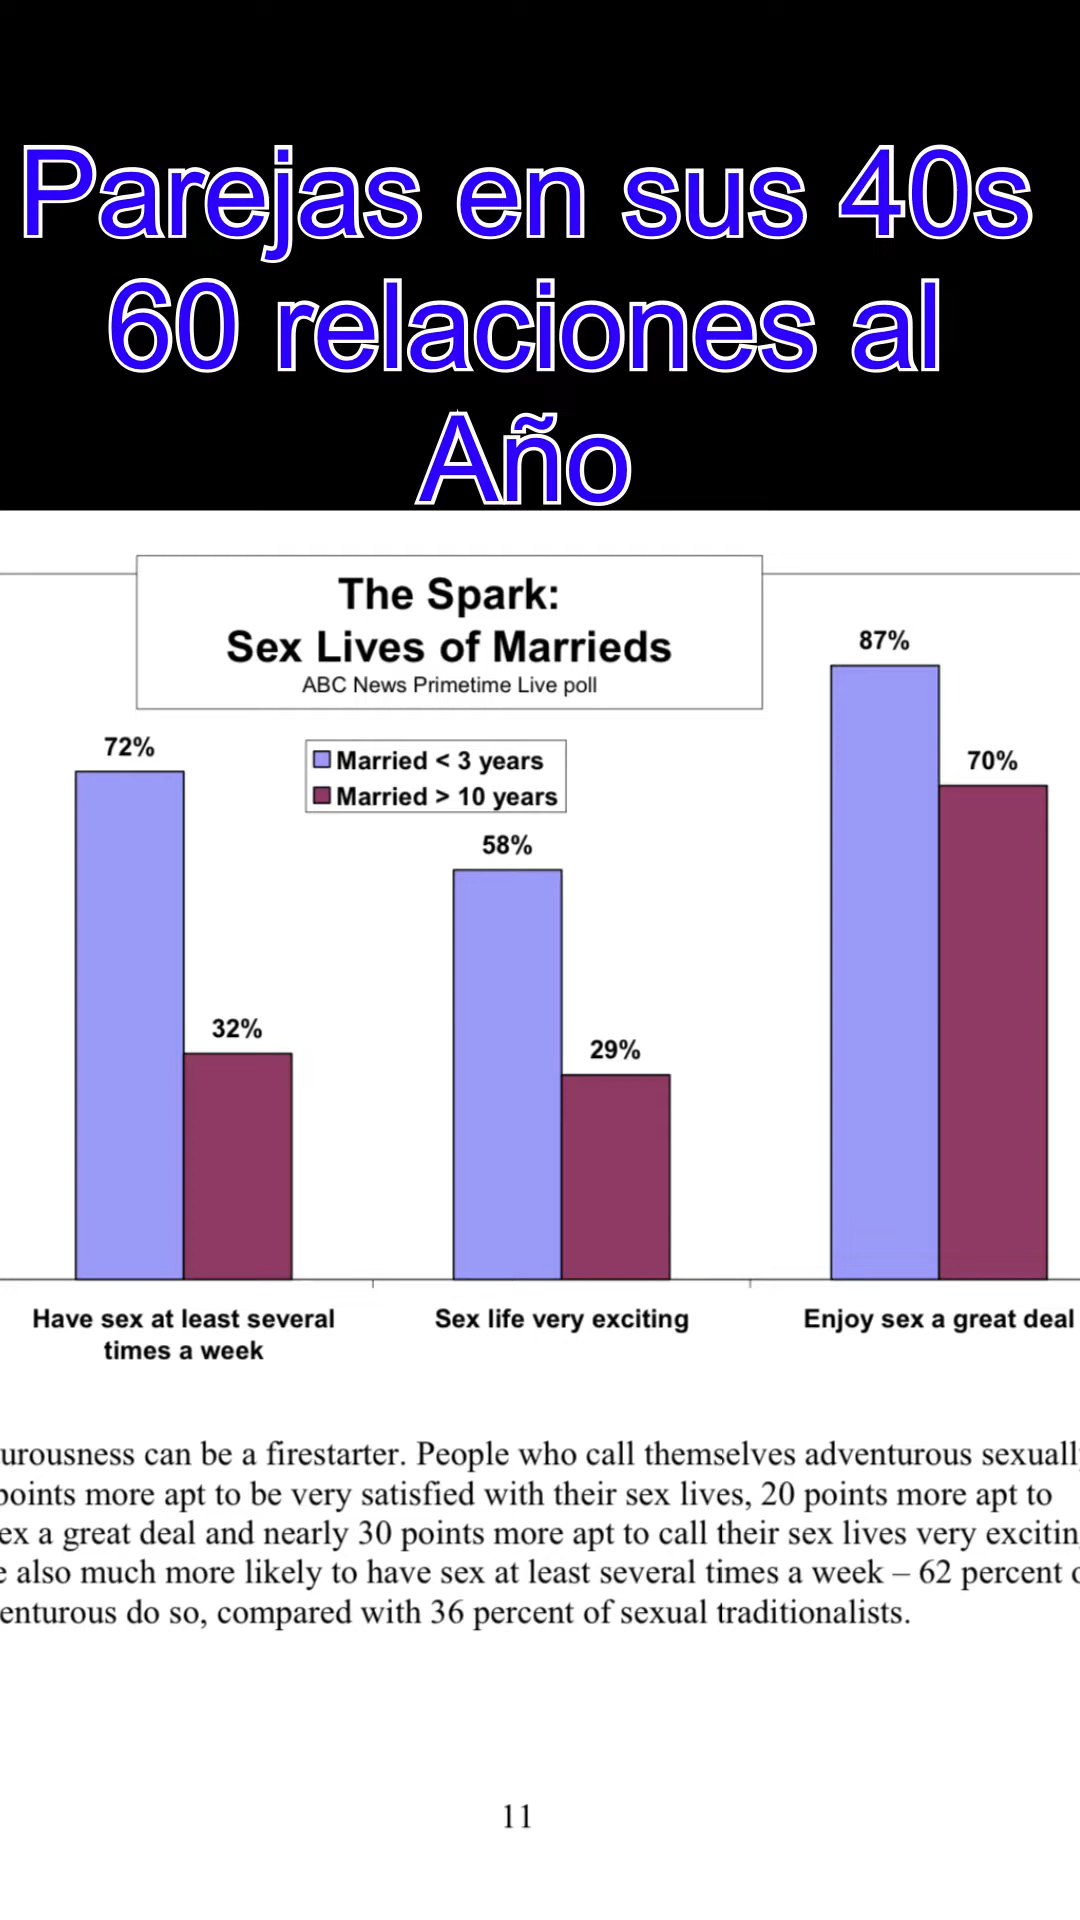 Parejas en sus 40s
60 relaciones al
Año
The Spark:
Sex Lives of Marrieds
ABC News Primetime Live poll
87%
72%
Married < 3 years
70%
Married > 10 years
58%
32%
29%
Have sex at least several
times a week
Sex life very exciting
Enjoy sex a great deal
urousness can be a firestarter. People who call themselves adventurous sexuall
points more apt to be very satisfied with their sex lives, 20 points more apt to
ex a great deal and nearly 30 points more apt to call their sex lives very excitin
e also much more likely to have sex at least several times a week – 62 percent o
enturous do so, compared with 36 percent of sexual traditionalists.
11